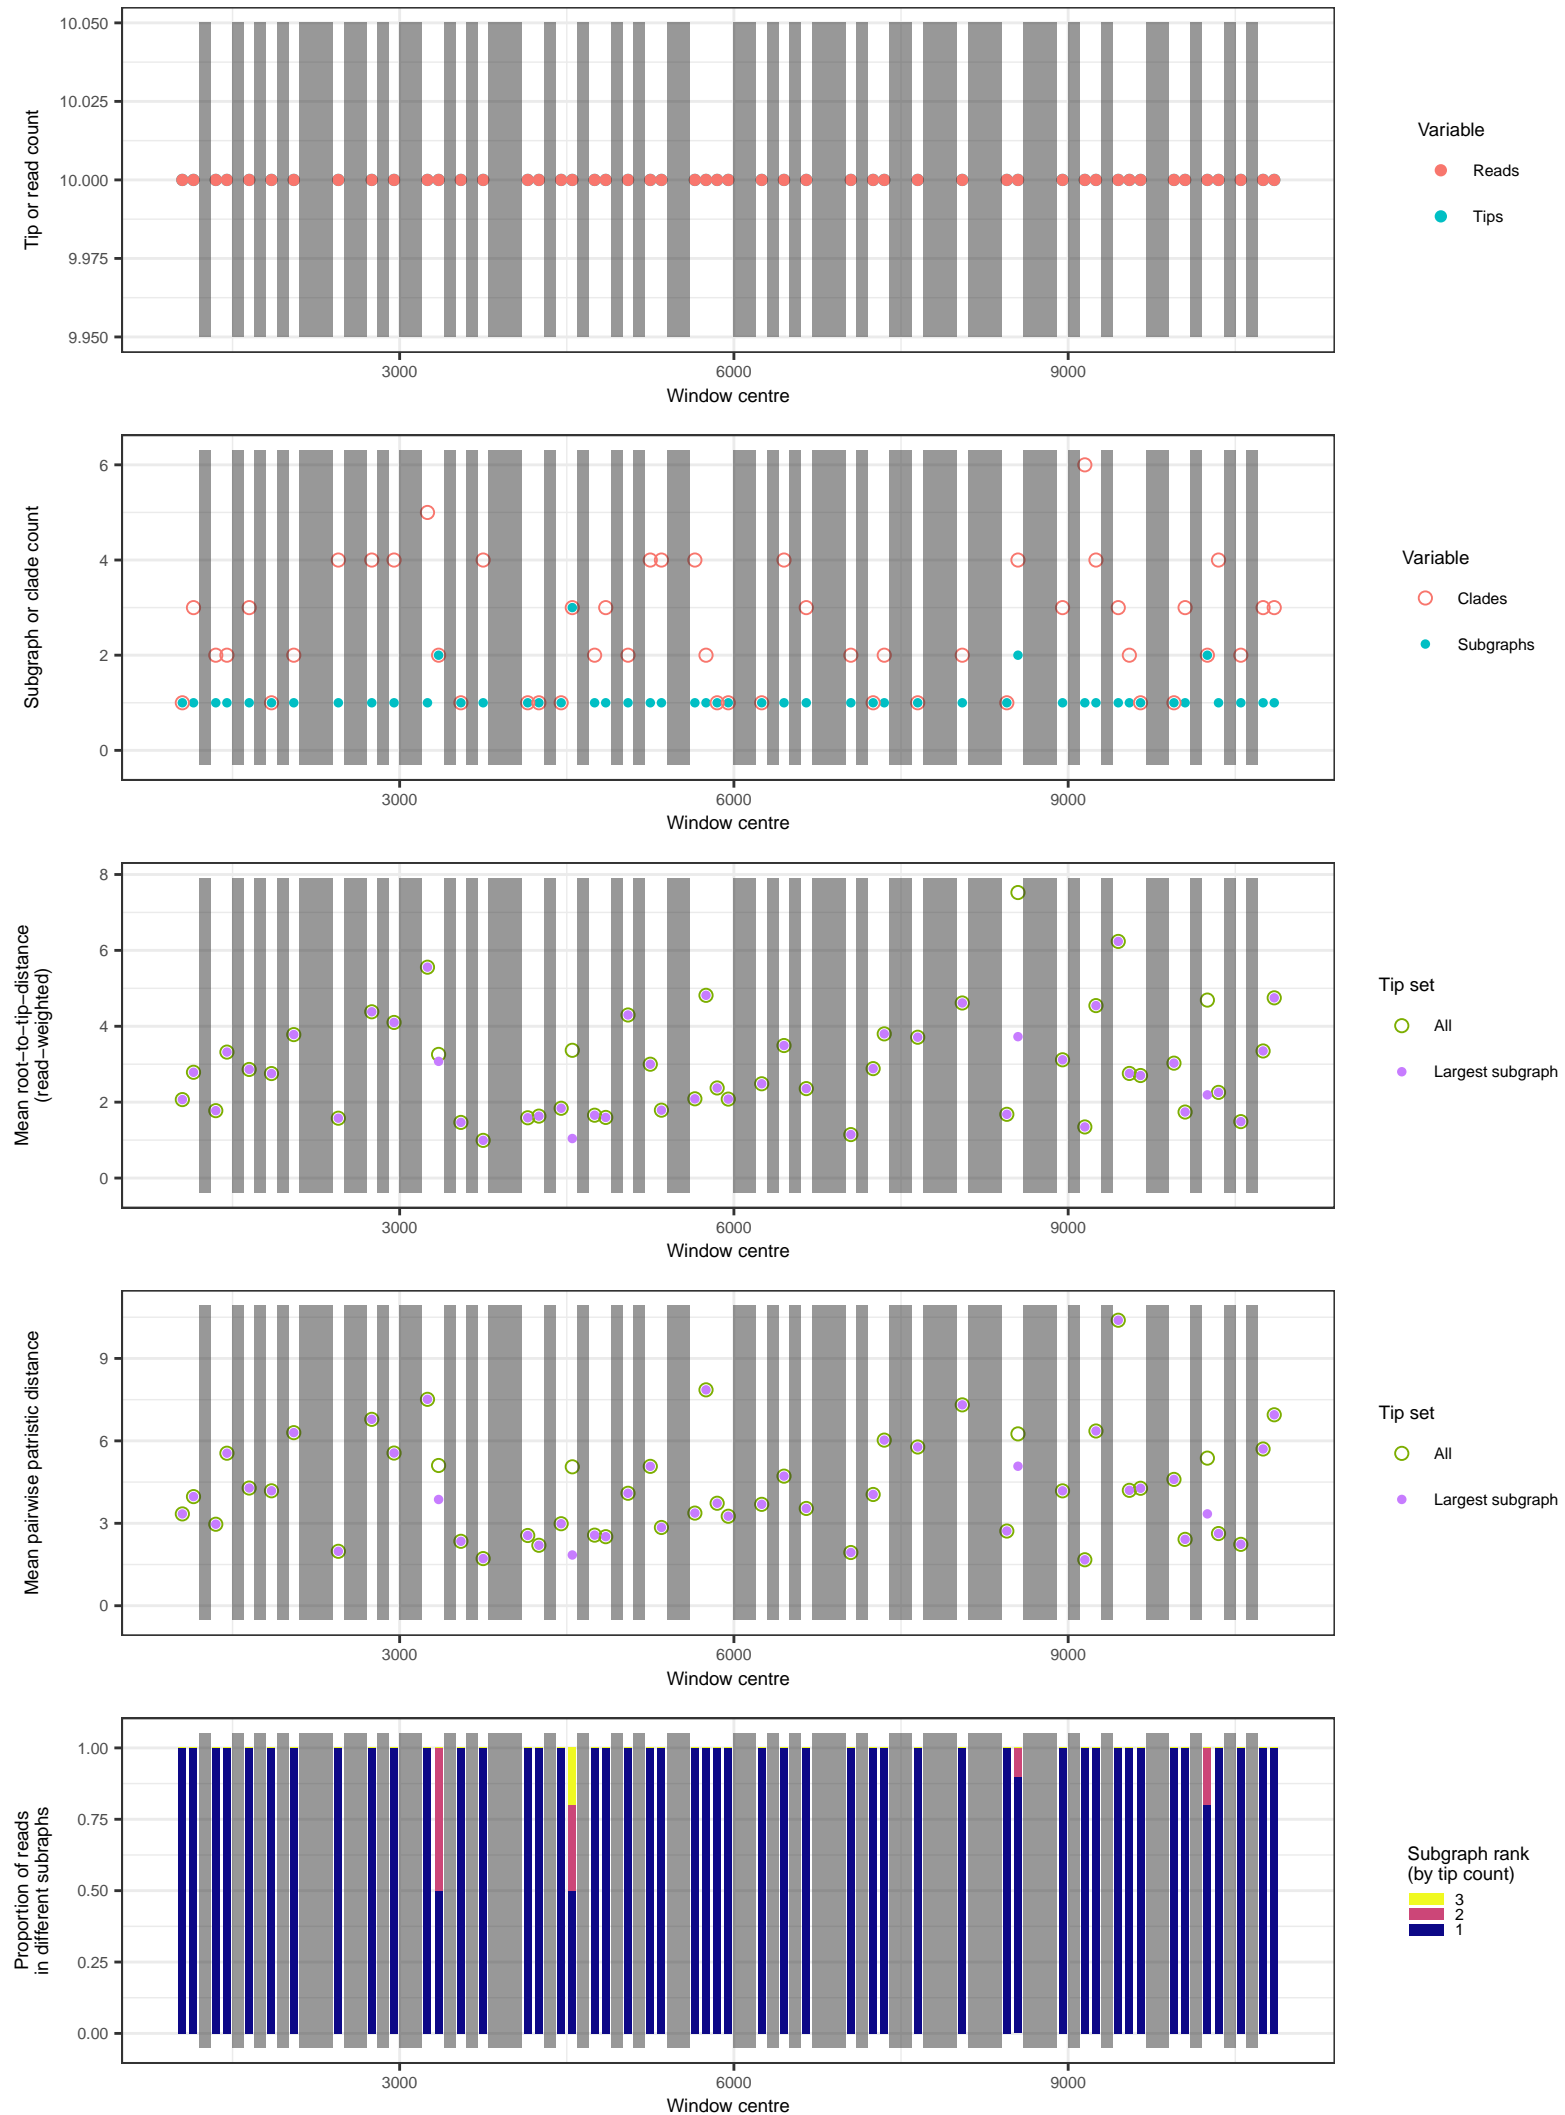 10.050
10.025
10.000
9.975
9.950
Tip or read count
3000
6000
9000
Window centre
Variable
Reads
Tips
6
4
2
0
Subgraph or clade count
3000
6000
9000
Window centre
Variable
Clades
Subgraphs
8
6
4
2
0
Mean root−to−tip−distance
(read−weighted)
3000
6000
9000
Window centre
Tip set
All
Largest subgraph
9
6
3
0
Mean pairwise patristic distance
3000
6000
9000
Window centre
Tip set
All
Largest subgraph
1.00
0.75
0.50
0.25
0.00
Proportion of reads
in different subraphs
3000
6000
9000
Window centre
Subgraph rank
(by tip count)
3
2
1